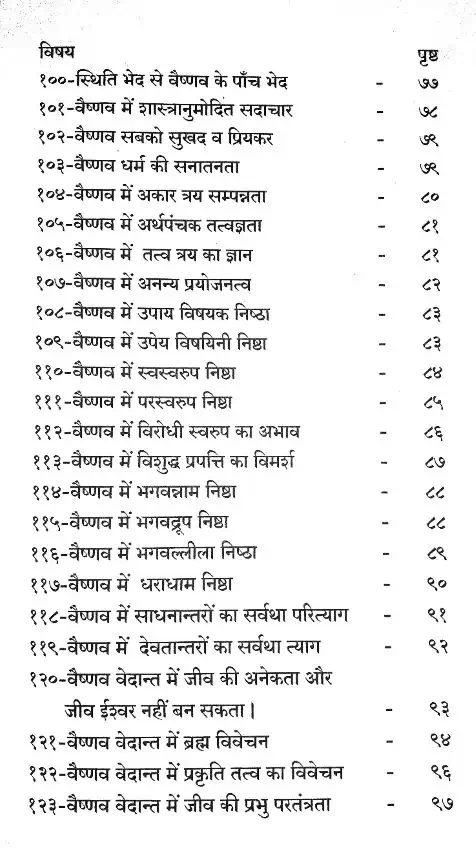 विषय पृष्ठ
१००-स्थिति भेद से वैष्णव के पाँच भेद - ७७
१०१-वैष्णव में शास्त्रानुमोदित सदाचार - ७८
१०२-वैष्णव सबको सुखद व प्रियकर - ७९
१०३-वैष्णव धर्म की सनातनता - ७९
१०४-वैष्णव में अकार त्रय सम्पन्नता - ८०
१०५-वैष्णव में अर्थपंचक तत्वज्ञता - ८१
१०६-वैष्णव में तत्व त्रय का ज्ञान - ८१
१०७-वैष्णव में अनन्य प्रयोजनत्व - ८२
१०८-वैष्णव में उपाय विषयक निष्ठा - ८३
१०९-वैष्णव में उपेय विषयिनी निष्ठा - ८३
११०-वैष्णव में स्वस्वरुप निष्ठा - ८४
१११-वैष्णव में परस्वरुप निष्ठा - ८५
११२-वैष्णव में विरोधी स्वरुप का अभाव - ८६
११३-वैष्णव में विशुद्ध प्रपत्ति का विमर्श - ८७
११४-वैष्णव में भगवन्नाम निष्ठा - ८८
११५-वैष्णव में भगवद्रूप निष्ठा - ८८
११६-वैष्णव में भगवल्लीला निष्ठा - ८९
११७-वैष्णव में धराधाम निष्ठा - ९०
११८-वैष्णव में साधनान्तरों का सर्वथा परित्याग - ९१
११९-वैष्णव में देवतान्तरों का सर्वथा त्याग - ९२
१२०-वैष्णव वेदान्त में जीव की अनेकता और
जीव ईश्वर नहीं बन सकता। - ९३
१२१-वैष्णव वेदान्त में ब्रह्म विवेचन - ९४
१२२-वैष्णव वेदान्त में प्रकृति तत्व का विवेचन - ९६
१२३-वैष्णव वेदान्त में जीव की प्रभु परतंत्रता - ९७